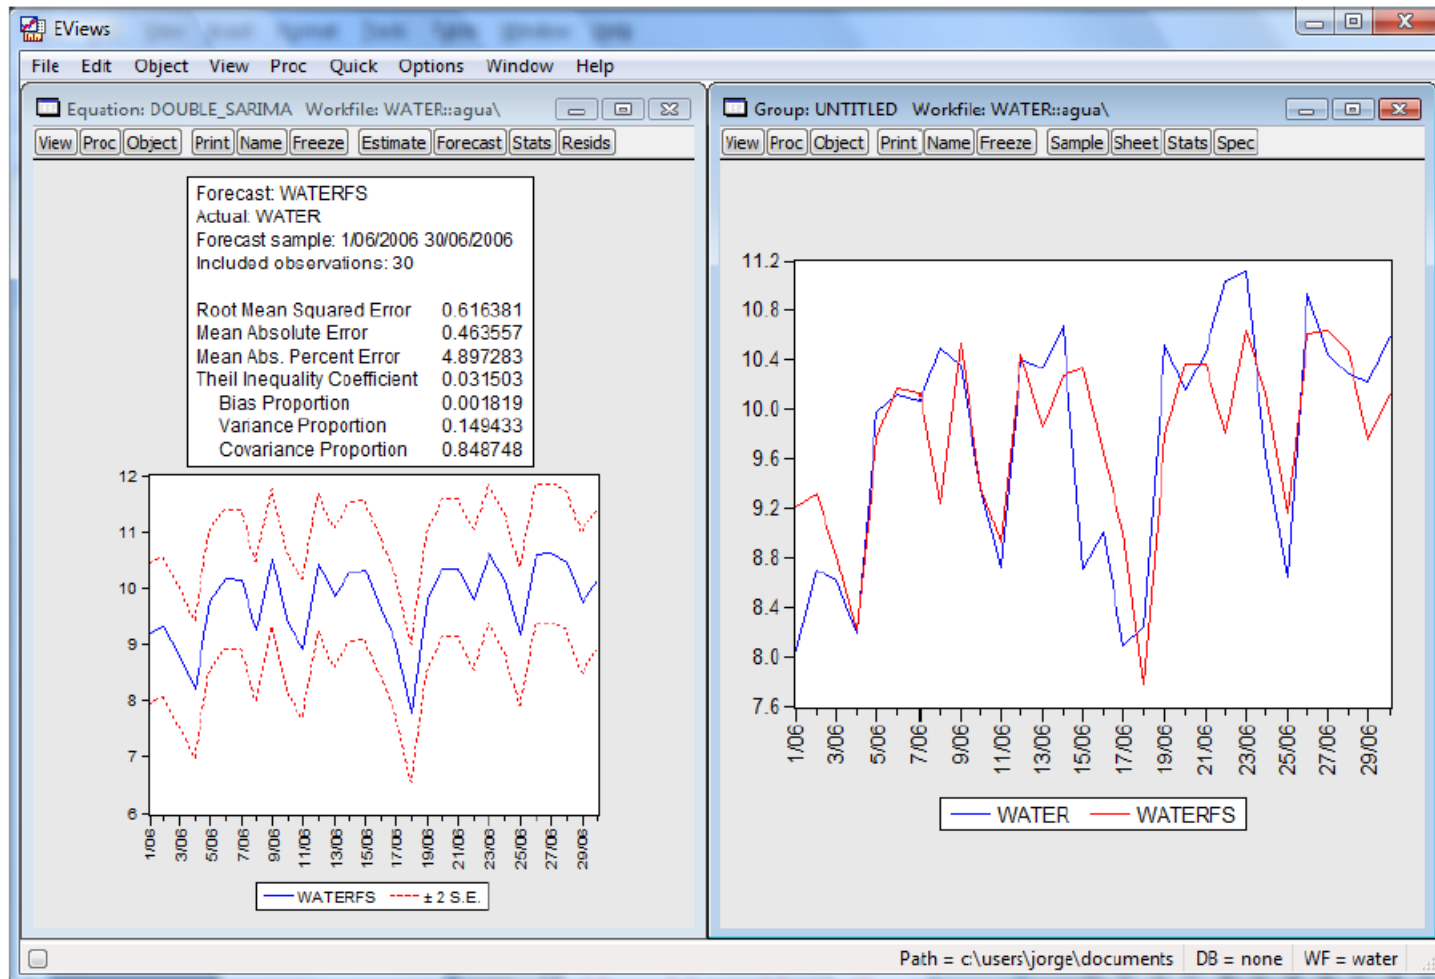 EViews
File Edit Object View Proc Quick Options Window Help
Equation: DOUBLE_SARIMA Workfile: WATER::agua\
View Proc Object Print Name Freeze Estimate Forecast Stats Resids
Forecast: WATERFS
Actual: WATER
Forecast sample: 1/06/2006 30/06/2006
Included observations: 30
Root Mean Squared Error 0.616381
Mean Absolute Error 0.463557
Mean Abs. Percent Error 4.897283
Theil Inequality Coefficient 0.031503
Bias Proportion 0.001819
Variance Proportion 0.149433
Covariance Proportion 0.848748
12
11
10
9
8
7
6
1/06 3/06 5/06 7/06 9/06 11/06 13/06 15/06 17/06 19/06 21/06 23/06 25/06 27/06 29/06
WATERFS ± 2 S.E.
Group: UNTITLED Workfile: WATER::agua\
View Proc Object Print Name Freeze Sample Sheet Stats Spec
11.2
10.8
10.4
10.0
9.6
9.2
8.8
8.4
8.0
7.6
1/06 3/06 5/06 7/06 9/06 11/06 13/06 15/06 17/06 19/06 21/06 23/06 25/06 27/06 29/06
WATER WATERFS
Path = c:\users\jorge\documents DB = none WF = water